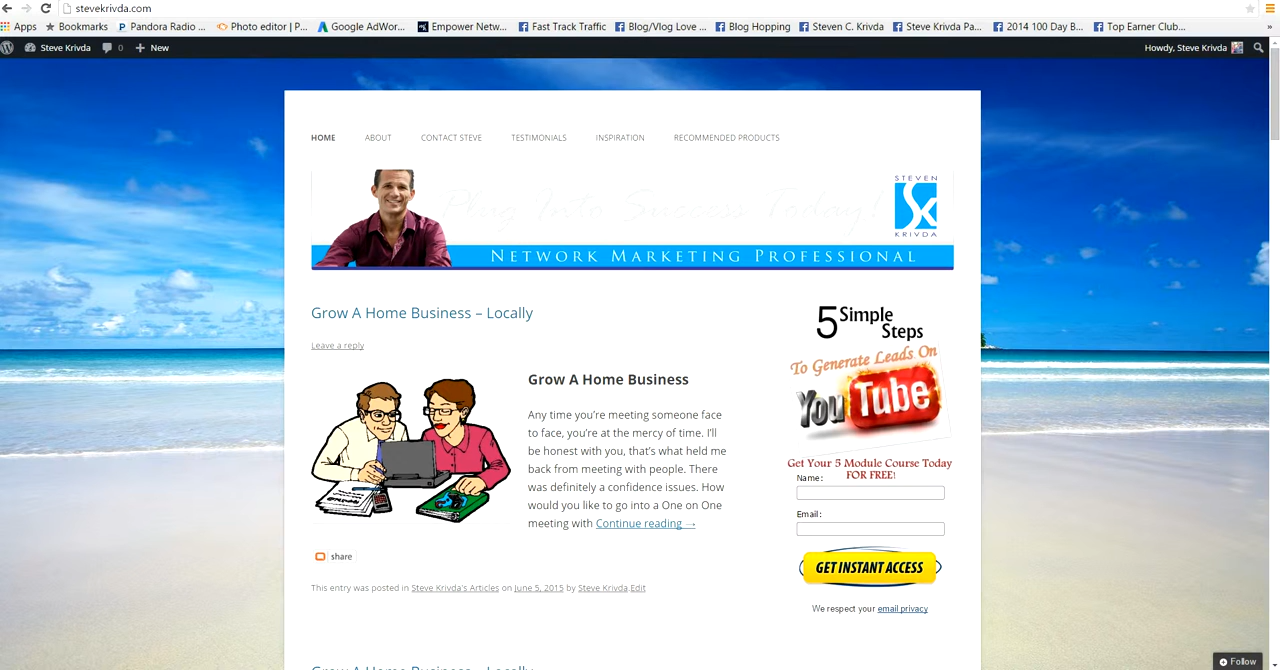 stevekrivda.com
Apps Bookmarks Pandora Radio ... Photo editor | P... Google AdWor... Empower Netw... Fast Track Traffic Blog/Vlog Love ... Blog Hopping Steven C. Krivda Steve Krivda Pa... 2014 100 Day B... Top Earner Club... »
Steve Krivda 0 + New Howdy, Steve Krivda
HOME ABOUT CONTACT STEVE TESTIMONIALS INSPIRATION RECOMMENDED PRODUCTS
STEVEN
Plug Into Success Today!
SK
KRIVDA
Network Marketing Professional
Grow A Home Business – Locally
Leave a reply
Grow A Home Business
Any time you're meeting someone face
to face, you're at the mercy of time. I'll
be honest with you, that's what held me
back from meeting with people. There
was definitely a confidence issues. How
would you like to go into a One on One
meeting with Continue reading →
share
This entry was posted in Steve Krivda's Articles on June 5, 2015 by Steve Krivda.Edit
5 Simple
Steps
To Generate Leads On
YouTube
Get Your 5 Module Course Today
FOR FREE!
Name:
Email:
GET INSTANT ACCESS
We respect your email privacy
Grow A Home Business – Locally
Follow